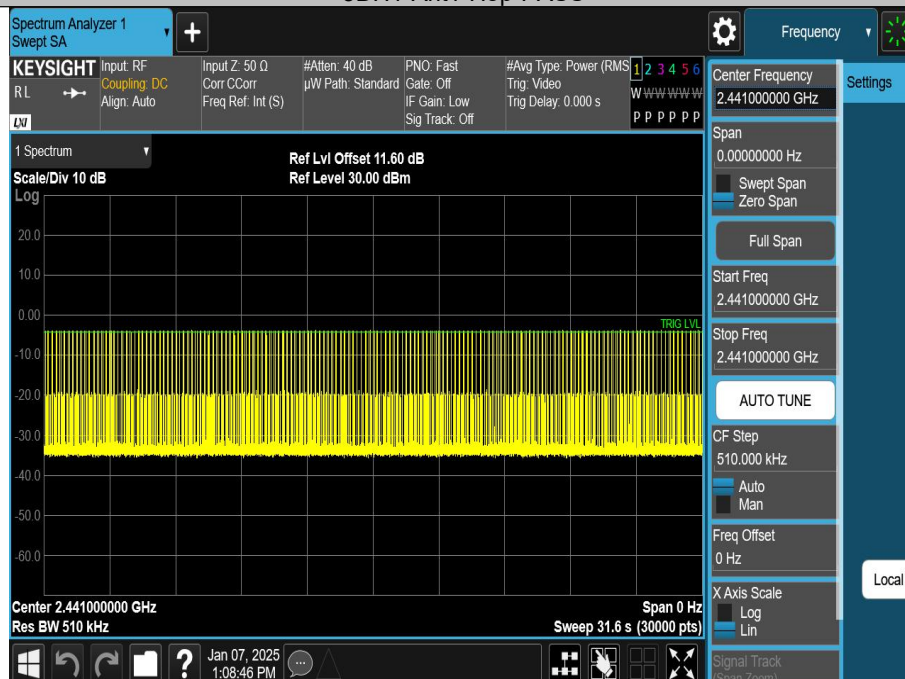 Spectrum Analyzer 1
Swept SA
Frequency
KEYSIGHT
RL
LXI
Input: RF
Coupling: DC
Align: Auto
Input Z: 50 Ω
Corr CCorr
Freq Ref: Int (S)
#Atten: 40 dB
µW Path: Standard
PNO: Fast
Gate: Off
IF Gain: Low
Sig Track: Off
#Avg Type: Power (RMS
Trig: Video
Trig Delay: 0.000 s
1 2 3 4 5 6
W W W W W W
P P P P P P
Center Frequency
2.441000000 GHz
Settings
Span
0.00000000 Hz
Swept Span
Zero Span
Full Span
Start Freq
2.441000000 GHz
Stop Freq
2.441000000 GHz
AUTO TUNE
CF Step
510.000 kHz
Auto
Man
Freq Offset
0 Hz
X Axis Scale
Log
Lin
Signal Track
(Span Zoom)
Local
1 Spectrum
Scale/Div 10 dB
Ref Lvl Offset 11.60 dB
Ref Level 30.00 dBm
Log
20.0
10.0
0.00
TRIG LVL
-10.0
-20.0
-30.0
-40.0
-50.0
-60.0
Center 2.441000000 GHz
Span 0 Hz
Res BW 510 kHz
Sweep 31.6 s (30000 pts)
?
Jan 07, 2025
1:08:46 PM